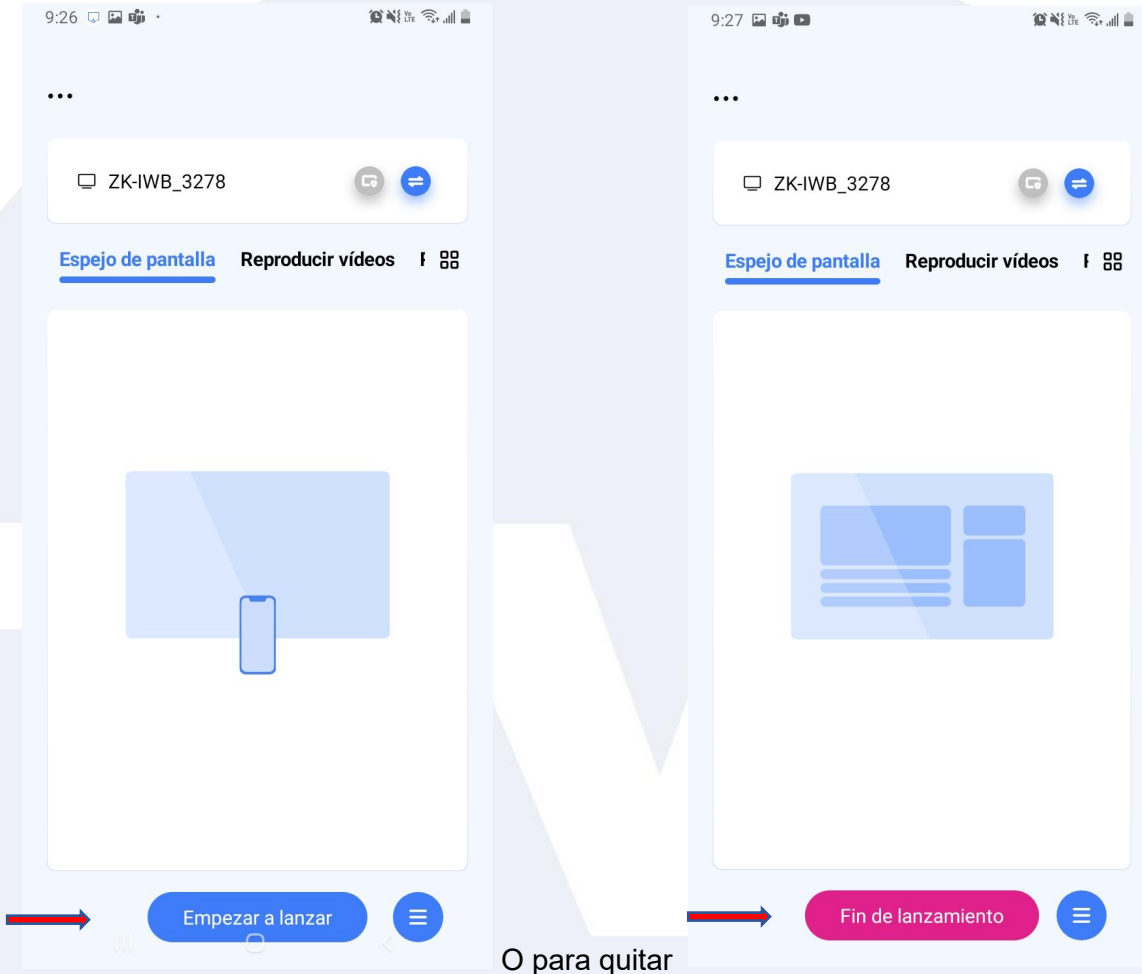 9:26
ZK-IWB_3278
Espejo de pantalla Reproducir vídeos
Empezar a lanzar
O para quitar
9:27
ZK-IWB_3278
Espejo de pantalla Reproducir vídeos
Fin de lanzamiento